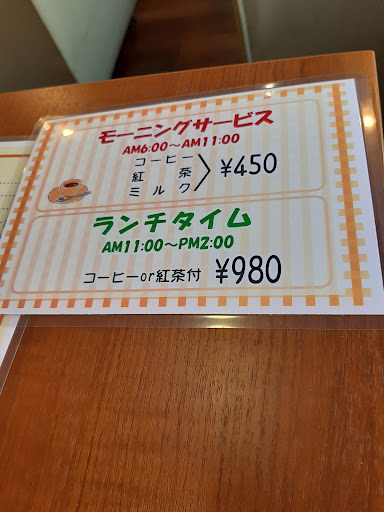 モーニングサービス
AM6:00～AM11:00
コーヒー
紅茶
ミルク
¥450
ランチタイム
AM11:00～PM2:00
コーヒーor紅茶付 ¥980